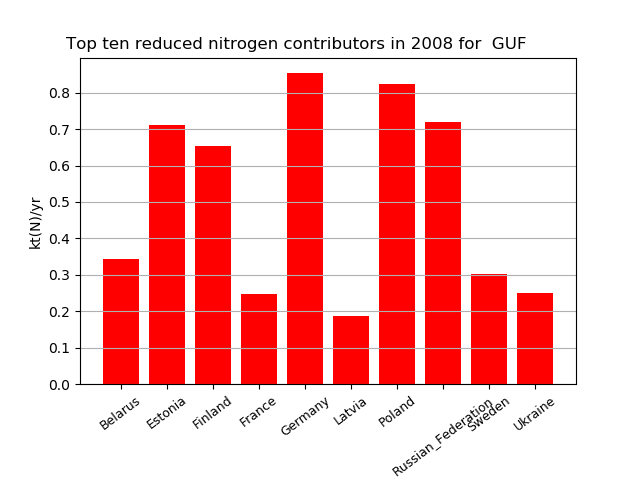 Top ten reduced nitrogen contributors in 2008 for  GUF
kt(N)/yr
0.8
0.7
0.6
0.5
0.4
0.3
0.2
0.1
0.0
Belarus
Estonia
Finland
France
Germany
Latvia
Poland
Russian_Federation
Sweden
Ukraine